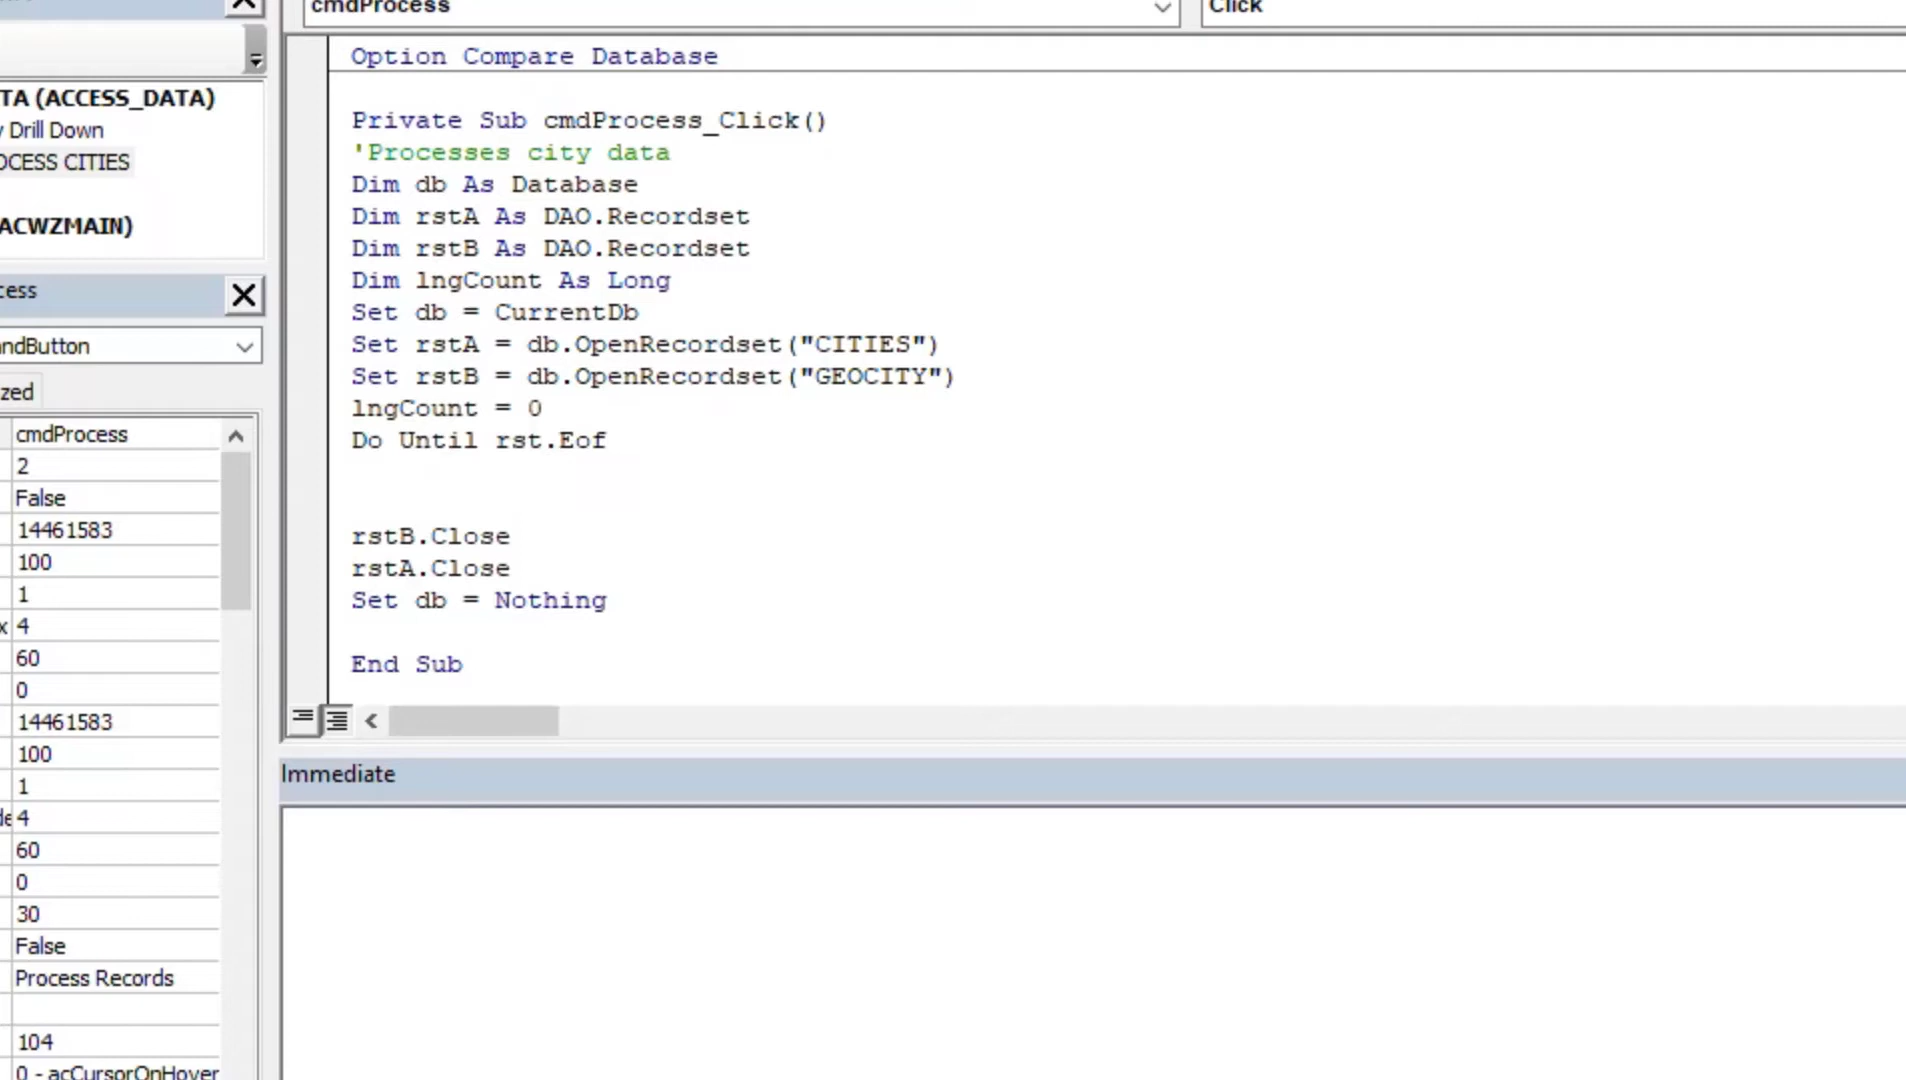 cmdProcess
Click
TA (ACCESS_DATA)
y Drill Down
OCESS CITIES
ACWZMAIN)
cess
andButton
zed
cmdProcess
2
False
14461583
100
1
x 4
60
0
14461583
100
1
de 4
60
0
30
False
Process Records
104
0 - acCursorOnHover
Option Compare Database
Private Sub cmdProcess_Click()
'Processes city data
Dim db As Database
Dim rstA As DAO.Recordset
Dim rstB As DAO.Recordset
Dim lngCount As Long
Set db = CurrentDb
Set rstA = db.OpenRecordset("CITIES")
Set rstB = db.OpenRecordset("GEOCITY")
lngCount = 0
Do Until rst.Eof
rstB.Close
rstA.Close
Set db = Nothing
End Sub
Immediate